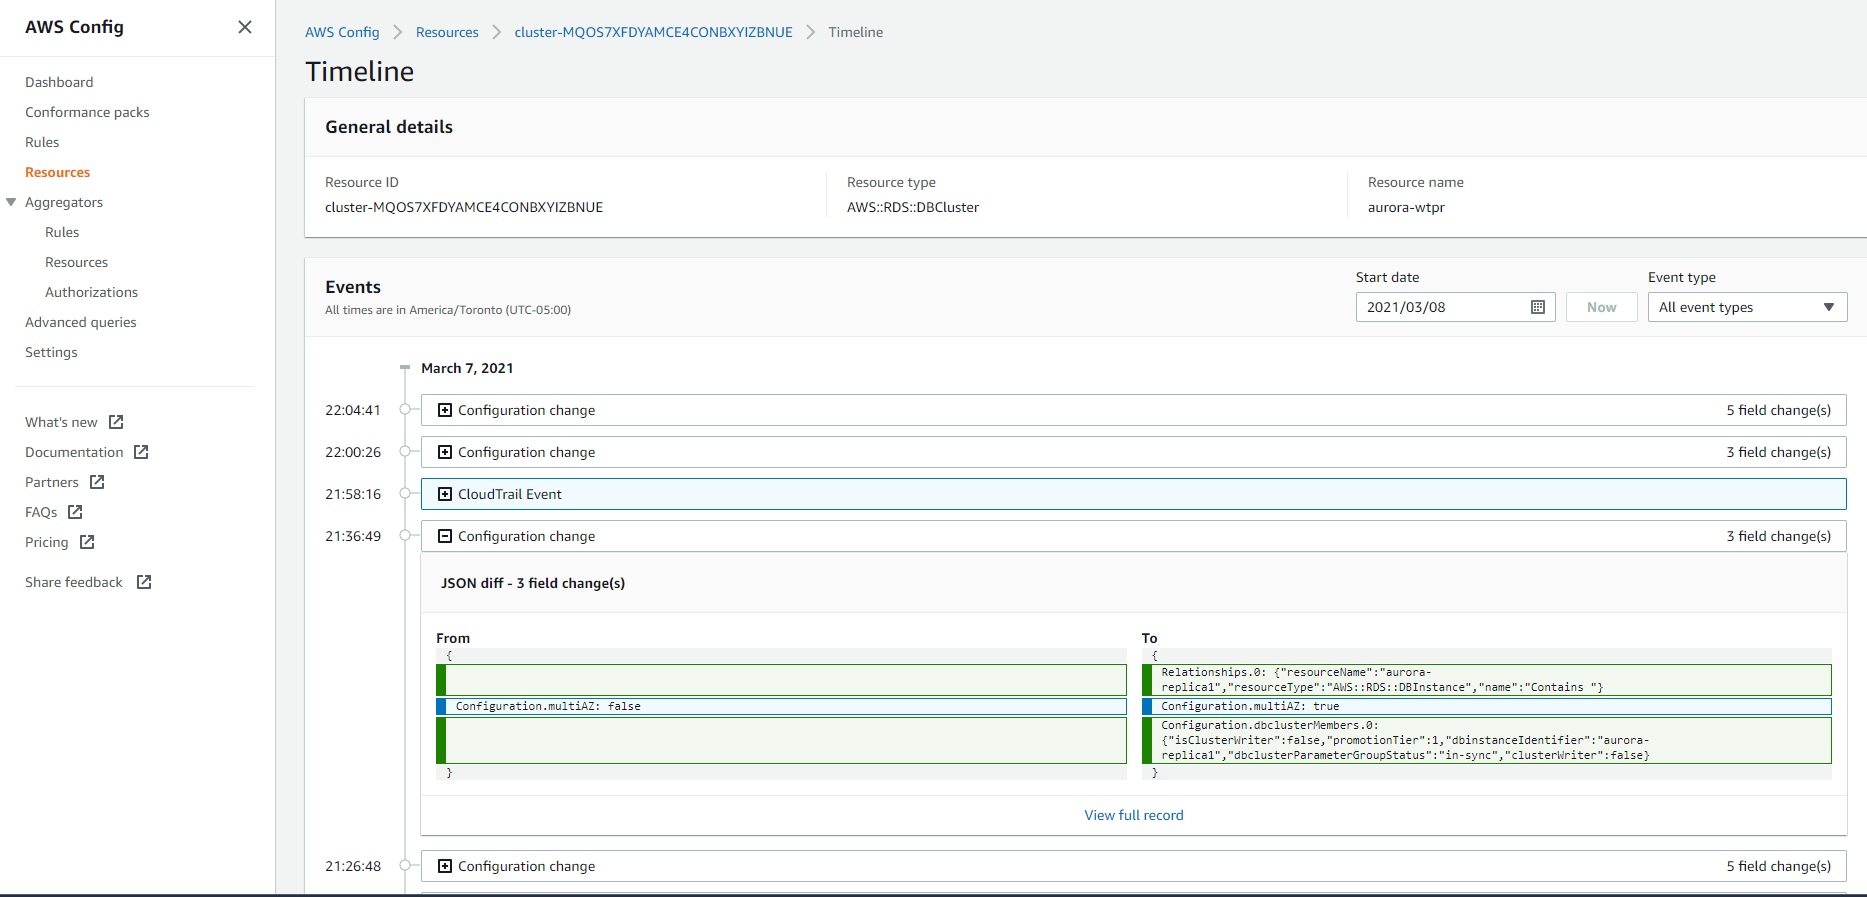 AWS Config
Dashboard
Conformance packs
Rules
Resources
Aggregators
Rules
Resources
Authorizations
Advanced queries
Settings
What's new
Documentation
Partners
FAQs
Pricing
Share feedback
AWS Config > Resources > cluster-MQOS7XFDYAMCE4CONBXYIZBNUE > Timeline
Timeline
General details
Resource ID
cluster-MQOS7XFDYAMCE4CONBXYIZBNUE
Resource type
AWS::RDS::DBCluster
Resource name
aurora-wtpr
Events
All times are in America/Toronto (UTC-05:00)
Start date
2021/03/08
Now
Event type
All event types
March 7, 2021
22:04:41 Configuration change 5 field change(s)
22:00:26 Configuration change 3 field change(s)
21:58:16 CloudTrail Event
21:36:49 Configuration change 3 field change(s)
JSON diff - 3 field change(s)
From
{
Configuration.multiAZ: false
}
To
{
Relationships.0: {"resourceName":"aurora-
replica1","resourceType":"AWS::RDS::DBInstance","name":"Contains "}
Configuration.multiAZ: true
Configuration.dbclusterMembers.0:
{"isClusterWriter":false,"promotionTier":1,"dbinstanceIdentifier":"aurora-
replica1","dbclusterParameterGroupStatus":"in-sync","clusterWriter":false}
}
View full record
21:26:48 Configuration change 5 field change(s)